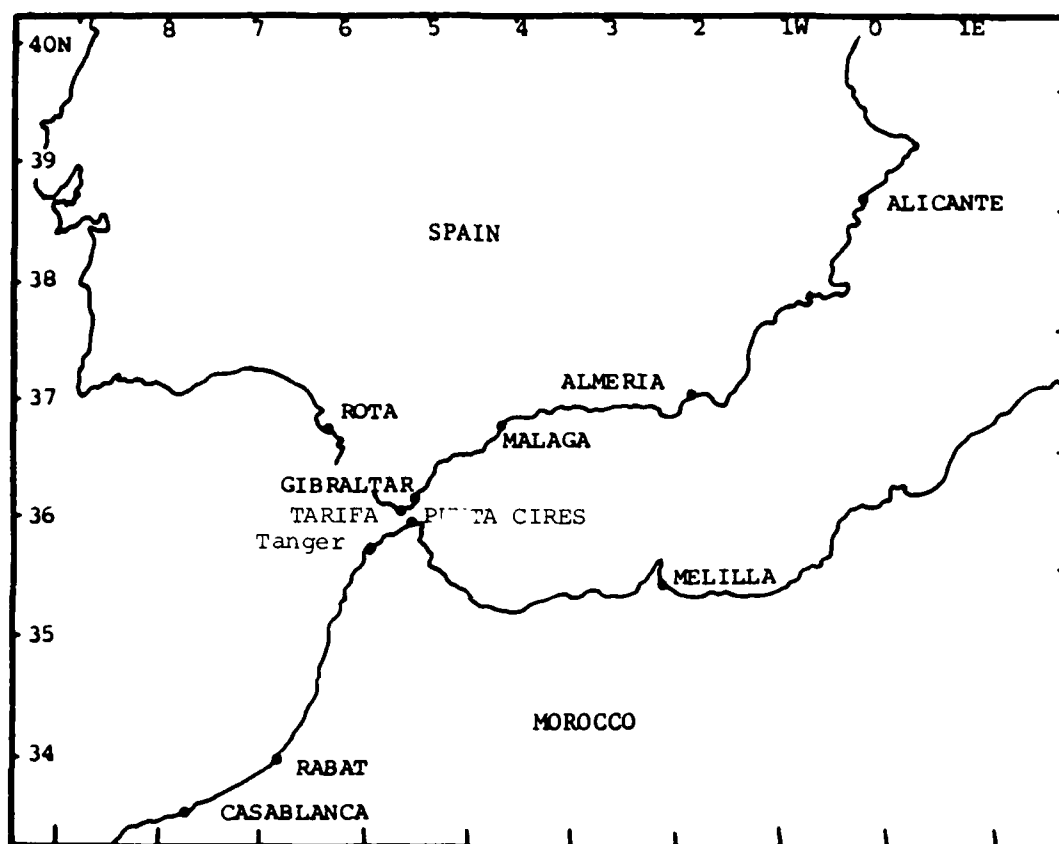 8 7 6 5 4 3 2 1W 0 1E
40N
39
ALICANTE
SPAIN
38
ALMERIA
37
ROTA
MALAGA
GIBRALTAR
36
TARIFA
CIRES
Tanger
MELILLA
35
MOROCCO
34
RABAT
CASABLANCA